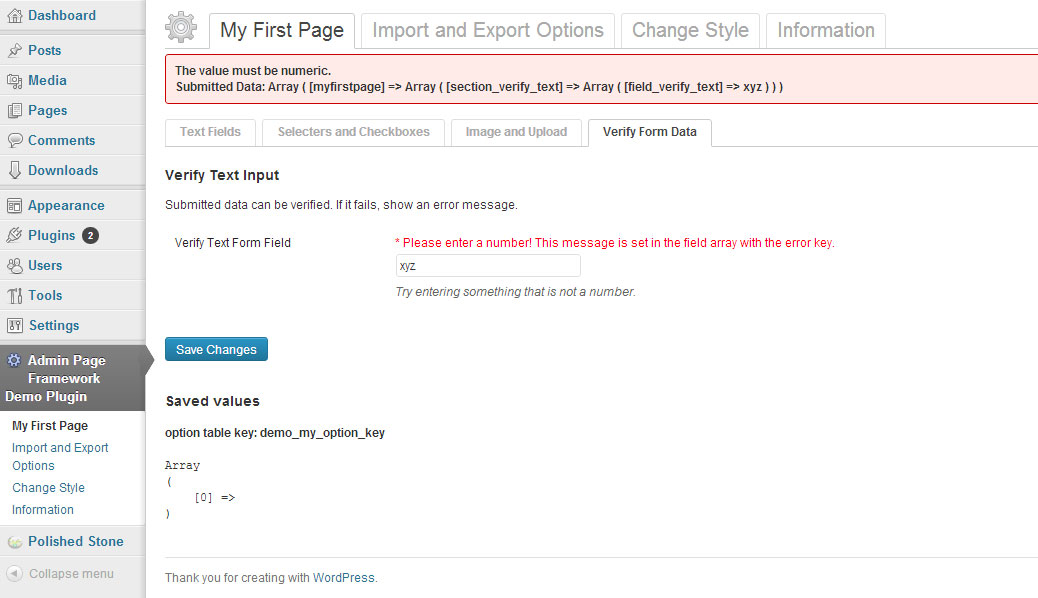 Dashboard
Posts
Media
Pages
Comments
Downloads
Appearance
Plugins 2
Users
Tools
Settings
Admin Page
Framework
Demo Plugin
My First Page
Import and Export
Options
Change Style
Information
Polished Stone
Collapse menu
My First Page Import and Export Options Change Style Information
The value must be numeric.
Submitted Data: Array ( [myfirstpage] => Array ( [section_verify_text] => Array ( [field_verify_text] => xyz ) ) )
Text Fields Selecters and Checkboxes Image and Upload Verify Form Data
Verify Text Input
Submitted data can be verified. If it fails, show an error message.
Verify Text Form Field
* Please enter a number! This message is set in the field array with the error key.
xyz
Try entering something that is not a number.
Save Changes
Saved values
option table key: demo_my_option_key
Array
(
[0] =>
)
Thank you for creating with WordPress.